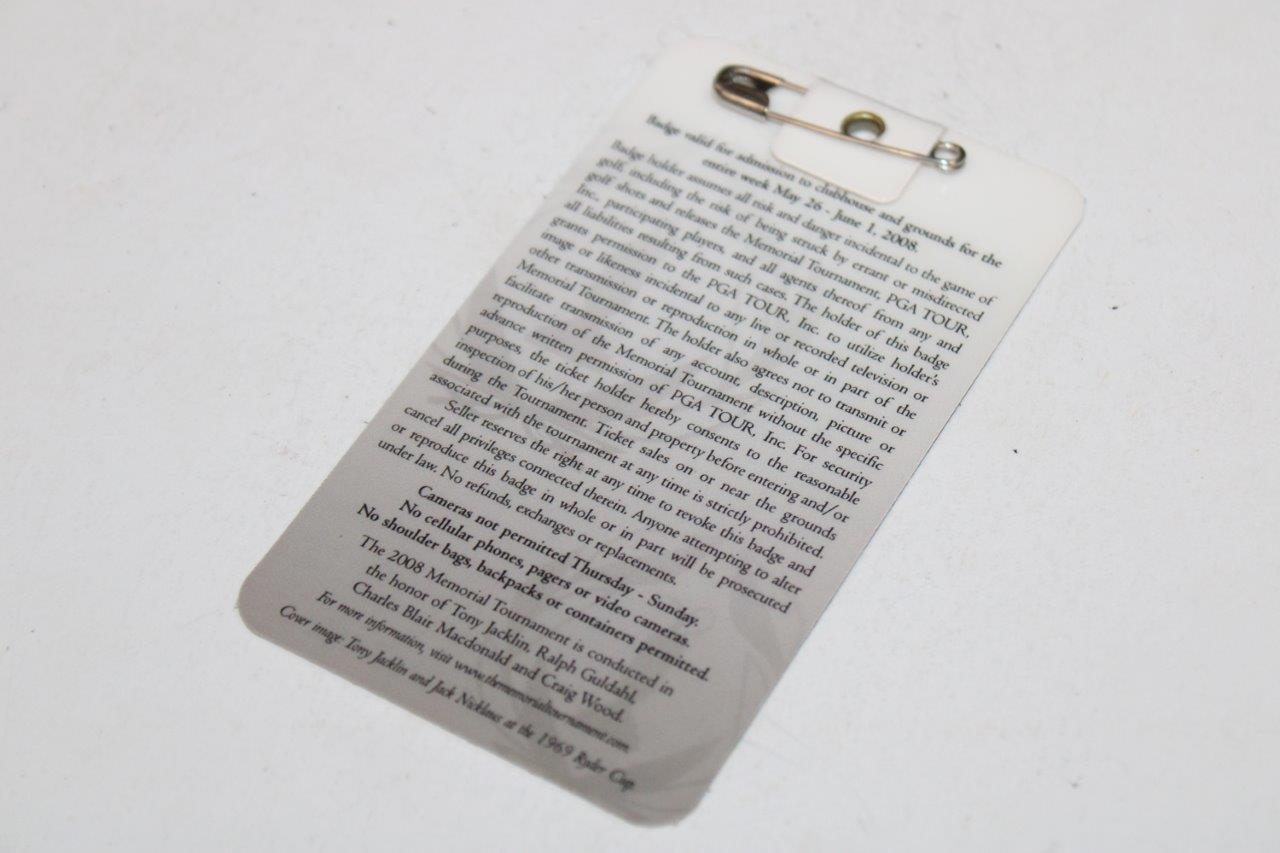 Badge valid for admission to clubhouse and grounds for the
entire week May 26 - June 1, 2008.
Badge holder assumes all risk and danger incidental to the game of
golf, including the risk of being struck by errant or misdirected
golf shots and releases the Memorial Tournament, PGA TOUR,
Inc., participating players, and all agents thereof from any and
all liabilities resulting from such cases. The holder of this badge
grants permission to the PGA TOUR, Inc. to utilize holder's
image or likeness incidental to any live or recorded television or
other transmission or reproduction in whole or in part of the
Memorial Tournament. The holder also agrees not to transmit or
facilitate transmission of any account, description, picture or
reproduction of the Memorial Tournament without the specific
advance written permission of PGA TOUR, Inc. For security
purposes, the ticket holder hereby consents to the reasonable
inspection of his/her person and property before entering and/or
during the Tournament. Ticket sales on or near the grounds
associated with the tournament at any time is strictly prohibited.
Seller reserves the right at any time to revoke this badge and
cancel all privileges connected therein. Anyone attempting to alter
or reproduce this badge in whole or in part will be prosecuted
under law. No refunds, exchanges or replacements.
Cameras not permitted Thursday - Sunday.
No cellular phones, pagers or video cameras.
No shoulder bags, backpacks or containers permitted.
The 2008 Memorial Tournament is conducted in
the honor of Tony Jacklin, Ralph Guldahl,
Charles Blair Macdonald and Craig Wood.
For more information, visit www.thememorialtournament.com.
Cover image: Tony Jacklin and Jack Nicklaus at the 1969 Ryder Cup